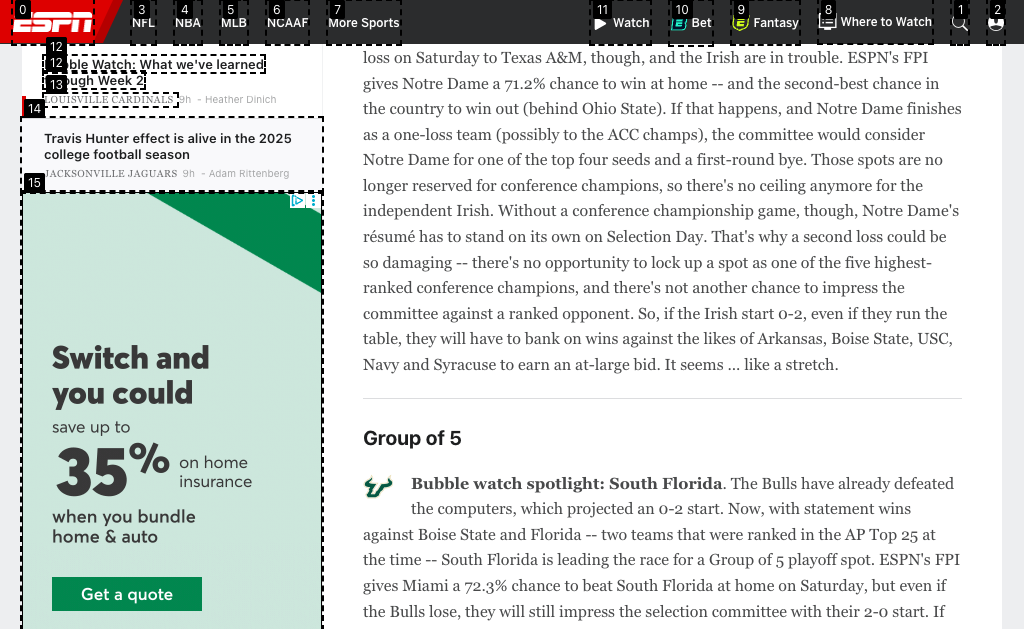 ESPN
NFL
NBA
MLB
NCAAF
More Sports
Watch
Bet
Fantasy
Where to Watch
0
3
4
5
6
7
11
10
9
8
1
2
12
12
13
14
15
ble Watch: What we've learned
ough Week 2
LOUISVILLE CARDINALS 9h - Heather Dinich
Travis Hunter effect is alive in the 2025
college football season
JACKSONVILLE JAGUARS 9h - Adam Rittenberg
Switch and
you could
save up to
35% on home
insurance
when you bundle
home & auto
Get a quote
loss on Saturday to Texas A&M, though, and the Irish are in trouble. ESPN's FPI
gives Notre Dame a 71.2% chance to win at home -- and the second-best chance in
the country to win out (behind Ohio State). If that happens, and Notre Dame finishes
as a one-loss team (possibly to the ACC champs), the committee would consider
Notre Dame for one of the top four seeds and a first-round bye. Those spots are no
longer reserved for conference champions, so there's no ceiling anymore for the
independent Irish. Without a conference championship game, though, Notre Dame's
résumé has to stand on its own on Selection Day. That's why a second loss could be
so damaging -- there's no opportunity to lock up a spot as one of the five highest-
ranked conference champions, and there's not another chance to impress the
committee against a ranked opponent. So, if the Irish start 0-2, even if they run the
table, they will have to bank on wins against the likes of Arkansas, Boise State, USC,
Navy and Syracuse to earn an at-large bid. It seems ... like a stretch.
Group of 5
Bubble watch spotlight: South Florida. The Bulls have already defeated
the computers, which projected an 0-2 start. Now, with statement wins
against Boise State and Florida -- two teams that were ranked in the AP Top 25 at
the time -- South Florida is leading the race for a Group of 5 playoff spot. ESPN's FPI
gives Miami a 72.3% chance to beat South Florida at home on Saturday, but even if
the Bulls lose, they will still impress the selection committee with their 2-0 start. If